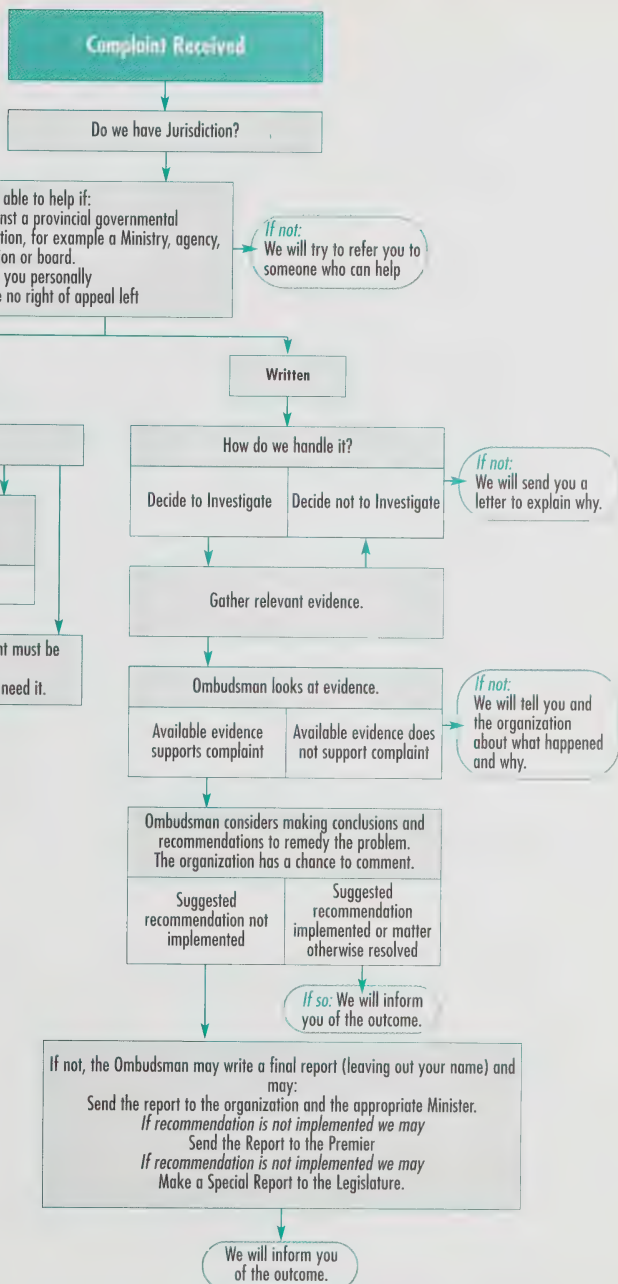 Complaint Received
Do we have Jurisdiction?
able to help if:
nst a provincial governmental
tion, for example a Ministry, agency,
on or board.
you personally
e no right of appeal left
If not:
We will try to refer you to
someone who can help
Written
How do we handle it?
Decide to Investigate
Decide not to Investigate
If not:
We will send you a
letter to explain why.
Gather relevant evidence.
nt must be
need it.
Ombudsman looks at evidence.
Available evidence
supports complaint
Available evidence does
not support complaint
If not:
We will tell you and
the organization
about what happened
and why.
Ombudsman considers making conclusions and
recommendations to remedy the problem.
The organization has a chance to comment.
Suggested
recommendation not
implemented
Suggested
recommendation
implemented or matter
otherwise resolved
If so: We will inform
you of the outcome.
If not, the Ombudsman may write a final report (leaving out your name) and
may:
Send the report to the organization and the appropriate Minister.
If recommendation is not implemented we may
Send the Report to the Premier
If recommendation is not implemented we may
Make a Special Report to the Legislature.
We will inform you
of the outcome.